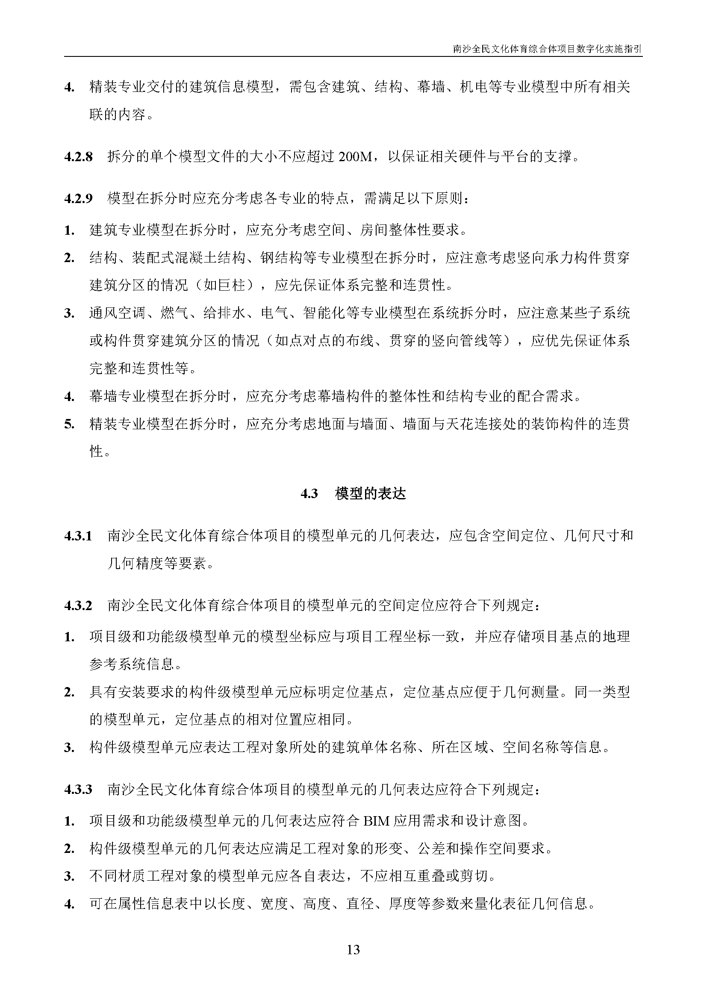 南沙全民文化体育综合体项目数字化实施指引
4. 精装专业交付的建筑信息模型，需包含建筑、结构、幕墙、机电等专业模型中所有相关
联的内容。
4.2.8 拆分的单个模型文件的大小不应超过 200M，以保证相关硬件与平台的支撑。
4.2.9 模型在拆分时应充分考虑各专业的特点，需满足以下原则：
1. 建筑专业模型在拆分时，应充分考虑空间、房间整体性要求。
2. 结构、装配式混凝土结构、钢结构等专业模型在拆分时，应注意考虑竖向承力构件贯穿
建筑分区的情况（如巨柱），应先保证体系完整和连贯性。
3. 通风空调、燃气、给排水、电气、智能化等专业模型在系统拆分时，应注意某些子系统
或构件贯穿建筑分区的情况（如点对点的布线、贯穿的竖向管线等），应优先保证体系
完整和连贯性等。
4. 幕墙专业模型在拆分时，应充分考虑幕墙构件的整体性和结构专业的配合需求。
5. 精装专业模型在拆分时，应充分考虑地面与墙面、墙面与天花连接处的装饰构件的连贯
性。
4.3 模型的表达
4.3.1 南沙全民文化体育综合体项目的模型单元的几何表达，应包含空间定位、几何尺寸和
几何精度等要素。
4.3.2 南沙全民文化体育综合体项目的模型单元的空间定位应符合下列规定：
1. 项目级和功能级模型单元的模型坐标应与项目工程坐标一致，并应存储项目基点的地理
参考系统信息。
2. 具有安装要求的构件级模型单元应标明定位基点，定位基点应便于几何测量。同一类型
的模型单元，定位基点的相对位置应相同。
3. 构件级模型单元应表达工程对象所处的建筑单体名称、所在区域、空间名称等信息。
4.3.3 南沙全民文化体育综合体项目的模型单元的几何表达应符合下列规定：
1. 项目级和功能级模型单元的几何表达应符合 BIM 应用需求和设计意图。
2. 构件级模型单元的几何表达应满足工程对象的形变、公差和操作空间要求。
3. 不同材质工程对象的模型单元应各自表达，不应相互重叠或剪切。
4. 可在属性信息表中以长度、宽度、高度、直径、厚度等参数来量化表征几何信息。
13